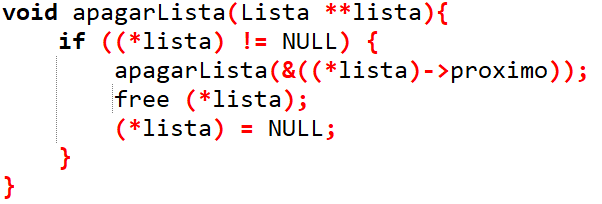 void apagarLista(Lista **lista){
    if ((*lista) != NULL) {
        apagarLista(&((*lista)->proximo));
        free (*lista);
        (*lista) = NULL;
    }
}